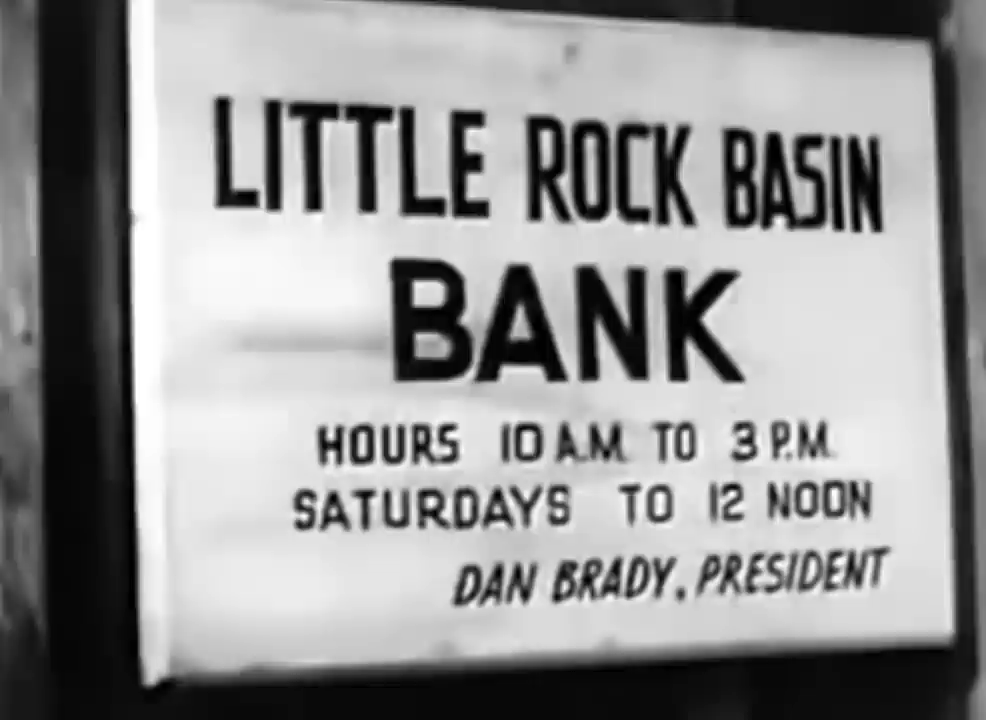 LITTLE ROCK BASIN
BANK
HOURS 10 A.M. TO 3 P.M.
SATURDAYS TO 12 NOON
DAN BRADY, PRESIDENT